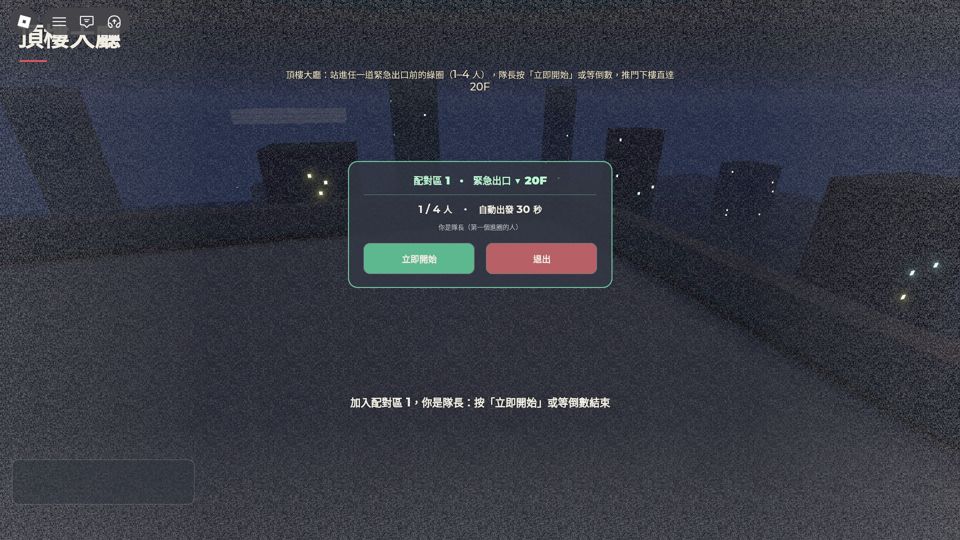 頂樓大廳
頂樓大廳：站進任一道緊急出口前的綠圈（1–4 人），隊長按「立即開始」或等倒數，推門下樓直達
20F
配對區 1 • 緊急出口 ▼ 20F
1 / 4 人 • 自動出發 30 秒
你是隊長（第一個進圈的人）
立即開始
退出
加入配對區 1，你是隊長：按「立即開始」或等倒數結束